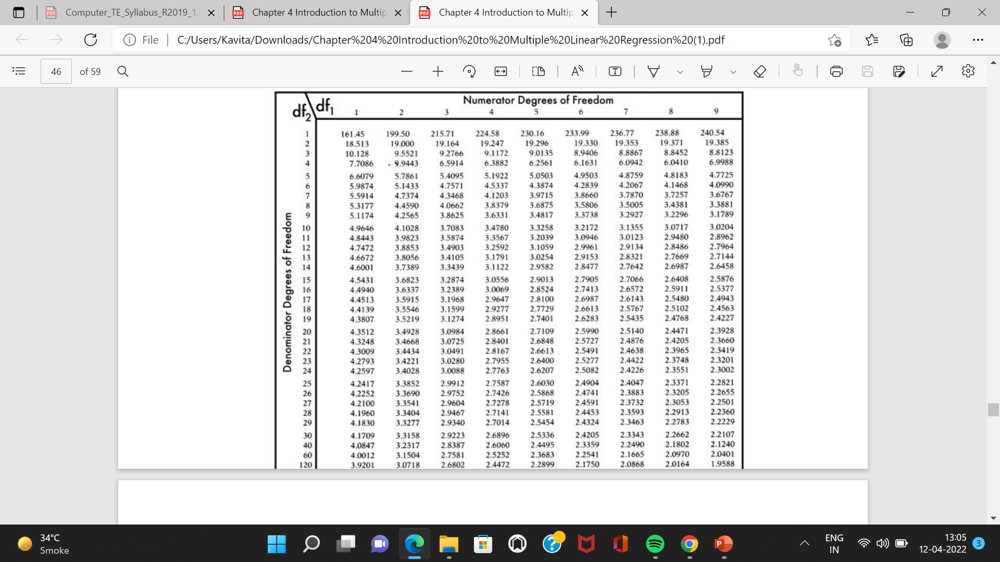 Computer_TE_Syllabus_R2019_1.
Chapter 4 Introduction to Multip
Chapter 4 Introduction to Multip
File
C:/Users/Kavita/Downloads/Chapter%204%20Introduction%20to%20Multiple%20Linear%20Regression%20(1).pdf
46 of 59
Numerator Degrees of Freedom
df2 df1 1 2 3 4 5 6 7 8 9
Denominator Degrees of Freedom
1 161.45 199.50 215.71 224.58 230.16 233.99 236.77 238.88 240.54
2 18.513 19.000 19.164 19.247 19.296 19.330 19.353 19.371 19.385
3 10.128 9.5521 9.2766 9.1172 9.0135 8.9406 8.8867 8.8452 8.8123
4 7.7086 9.9443 6.5914 6.3882 6.2561 6.1631 6.0942 6.0410 6.9988
5 6.6079 5.7861 5.4095 5.1922 5.0503 4.9503 4.8759 4.8183 4.7725
6 5.9874 5.1433 4.7571 4.5337 4.3874 4.2839 4.2067 4.1468 4.0990
7 5.5914 4.7374 4.3468 4.1203 3.9715 3.8660 3.7870 3.7257 3.6767
8 5.3177 4.4590 4.0662 3.8379 3.6875 3.5806 3.5005 3.4381 3.3881
9 5.1174 4.2565 3.8625 3.6331 3.4817 3.3738 3.2927 3.2296 3.1789
10 4.9646 4.1028 3.7083 3.4780 3.3258 3.2172 3.1355 3.0717 3.0204
11 4.8443 3.9823 3.5874 3.3567 3.2039 3.0946 3.0123 2.9480 2.8962
12 4.7472 3.8853 3.4903 3.2592 3.1059 2.9961 2.9134 2.8486 2.7964
13 4.6672 3.8056 3.4105 3.1791 3.0254 2.9153 2.8321 2.7669 2.7144
14 4.6001 3.7389 3.3439 3.1122 2.9582 2.8477 2.7642 2.6987 2.6458
15 4.5431 3.6823 3.2874 3.0556 2.9013 2.7905 2.7066 2.6408 2.5876
16 4.4940 3.6337 3.2389 3.0069 2.8524 2.7413 2.6572 2.5911 2.5377
17 4.4513 3.5915 3.1968 2.9647 2.8100 2.6987 2.6143 2.5480 2.4943
18 4.4139 3.5546 3.1599 2.9277 2.7729 2.6613 2.5767 2.5102 2.4563
19 4.3807 3.5219 3.1274 2.8951 2.7401 2.6283 2.5435 2.4768 2.4227
20 4.3512 3.4928 3.0984 2.8661 2.7109 2.5990 2.5140 2.4471 2.3928
21 4.3248 3.4668 3.0725 2.8401 2.6848 2.5727 2.4876 2.4205 2.3660
22 4.3009 3.4434 3.0491 2.8167 2.6613 2.5491 2.4638 2.3965 2.3419
23 4.2793 3.4221 3.0280 2.7955 2.6400 2.5277 2.4422 2.3748 2.3201
24 4.2597 3.4028 3.0088 2.7763 2.6207 2.5082 2.4226 2.3551 2.3002
25 4.2417 3.3852 2.9912 2.7587 2.6030 2.4904 2.4047 2.3371 2.2821
26 4.2252 3.3690 2.9752 2.7426 2.5868 2.4741 2.3883 2.3205 2.2655
27 4.2100 3.3541 2.9604 2.7278 2.5719 2.4591 2.3732 2.3053 2.2501
28 4.1960 3.3404 2.9467 2.7141 2.5581 2.4453 2.3593 2.2913 2.2360
29 4.1830 3.3277 2.9340 2.7014 2.5454 2.4324 2.3463 2.2783 2.2229
30 4.1709 3.3158 2.9223 2.6896 2.5336 2.4205 2.3343 2.2662 2.2107
40 4.0847 3.2317 2.8387 2.6060 2.4495 2.3359 2.2490 2.1802 2.1240
60 4.0012 3.1504 2.7581 2.5252 2.3683 2.2541 2.1665 2.0970 2.0401
120 3.9201 3.0718 2.6802 2.4472 2.2899 2.1750 2.0868 2.0164 1.9588
34°C
Smoke
ENG
IN
13:05
12-04-2022
3